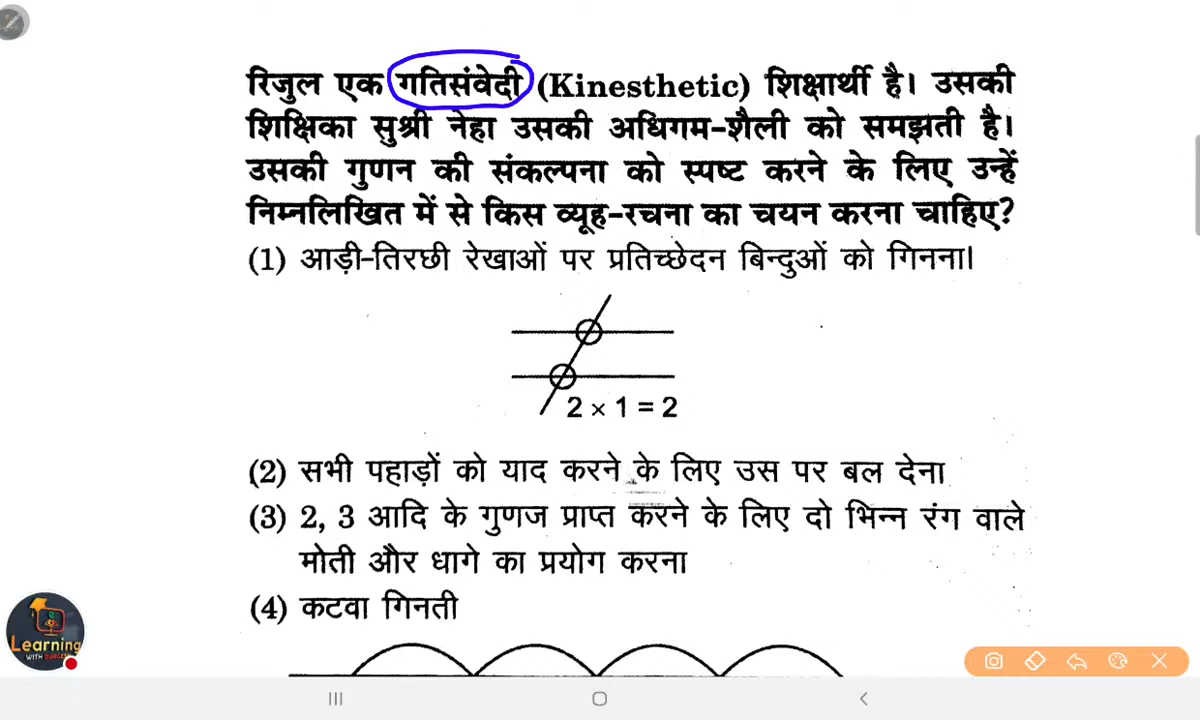 रिजुल एक गतिसंवेदी (Kinesthetic) शिक्षार्थी है। उसकी
शिक्षिका सुश्री नेहा उसकी अधिगम-शैली को समझती है।
उसकी गुणन की संकल्पना को स्पष्ट करने के लिए उन्हें
निम्नलिखित में से किस व्यूह-रचना का चयन करना चाहिए?
(1) आड़ी-तिरछी रेखाओं पर प्रतिच्छेदन बिन्दुओं को गिनना।
2 × 1 = 2
(2) सभी पहाड़ों को याद करने के लिए उस पर बल देना
(3) 2, 3 आदि के गुणज प्राप्त करने के लिए दो भिन्न रंग वाले
मोती और धागे का प्रयोग करना
(4) कटवा गिनती
Learning